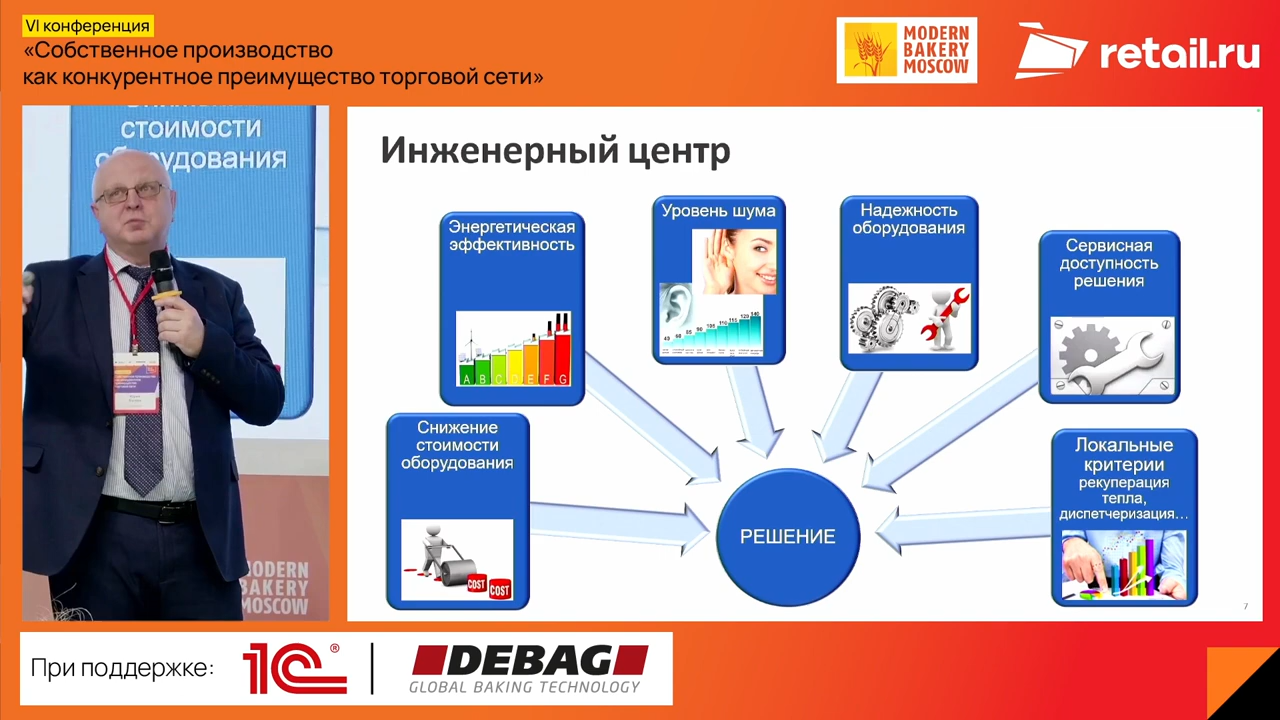 VI конференция
«Собственное производство
как конкурентное преимущество торговой сети»
MODERN
BAKERY
MOSCOW
retail.ru
стоимости
оборудования
MODERN
BAKERY
MOSCOW
Инженерный центр
Энергетическая
эффективность
A B C D E F G
Уровень шума
Надежность
оборудования
Сервисная
доступность
решения
Снижение
стоимости
оборудования
COST
COST
РЕШЕНИЕ
Локальные
критерии
рекуперация
тепла,
диспетчеризация...
7
При поддержке:
1С®
DEBAG
GLOBAL BAKING TECHNOLOGY